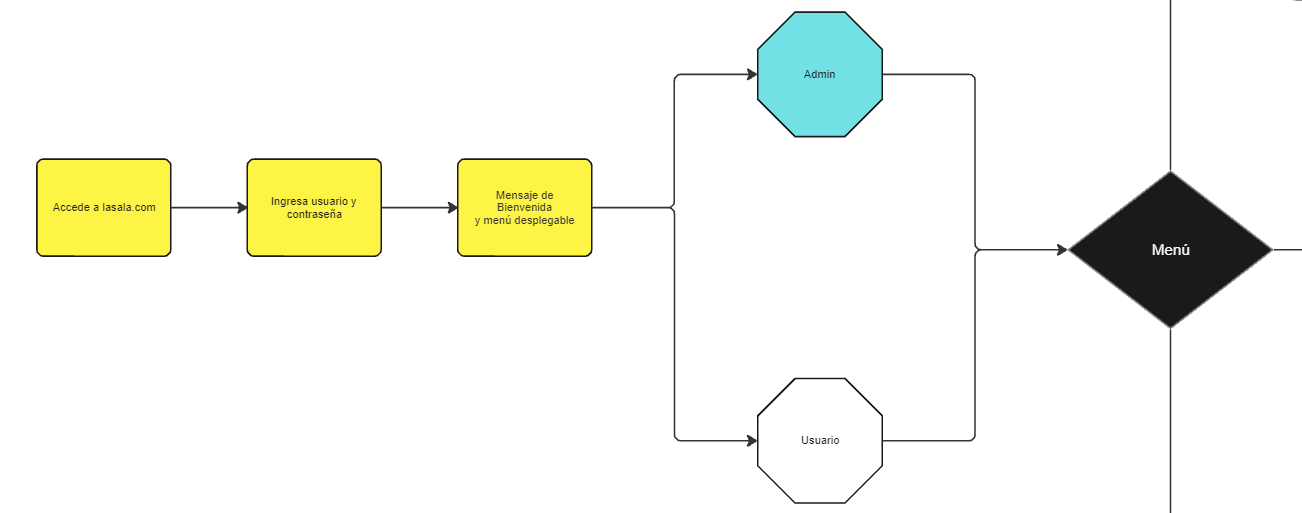 Accede a lasala.com
Ingresa usuario y
contraseña
Mensaje de
Bienvenida
y menú desplegable
Admin
Usuario
Menú